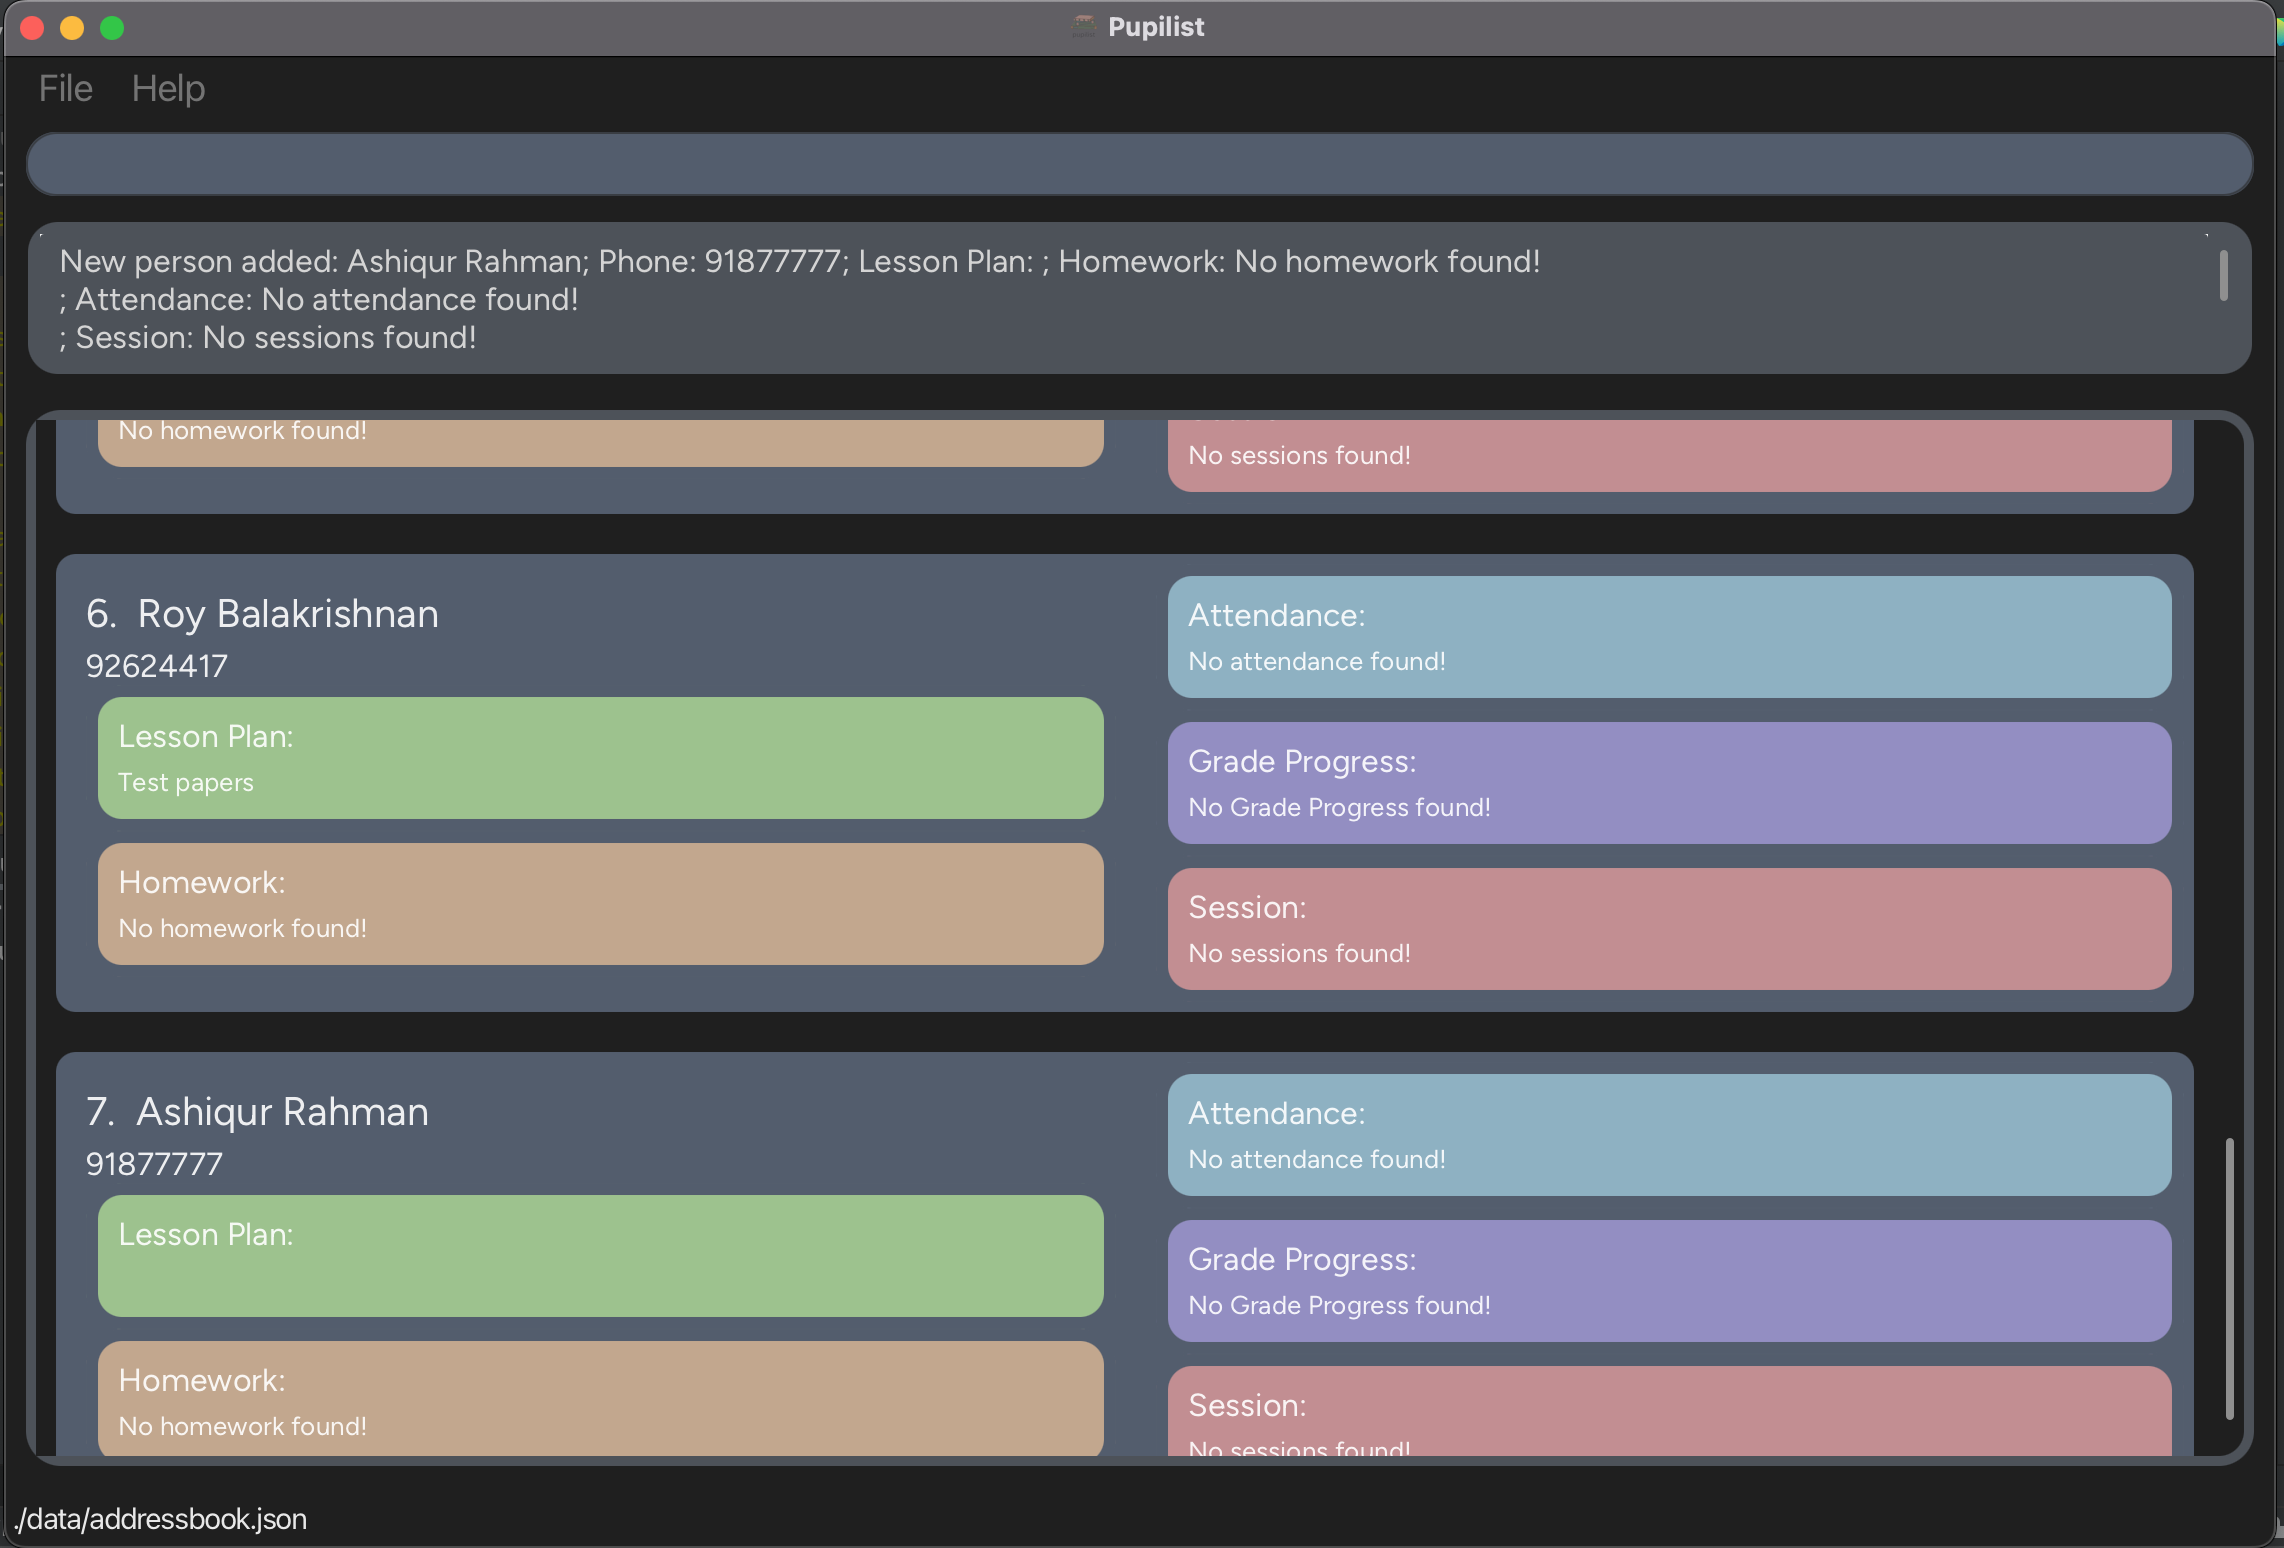 Pupilist
File Help
New person added: Ashiqur Rahman; Phone: 91877777; Lesson Plan: ; Homework: No homework found!
; Attendance: No attendance found!
; Session: No sessions found!
No homework found!
No sessions found!
6. Roy Balakrishnan
92624417
Lesson Plan:
Test papers
Homework:
No homework found!
Attendance:
No attendance found!
Grade Progress:
No Grade Progress found!
Session:
No sessions found!
7. Ashiqur Rahman
91877777
Lesson Plan:
Homework:
No homework found!
Attendance:
No attendance found!
Grade Progress:
No Grade Progress found!
Session:
No sessions found!
./data/addressbook.json